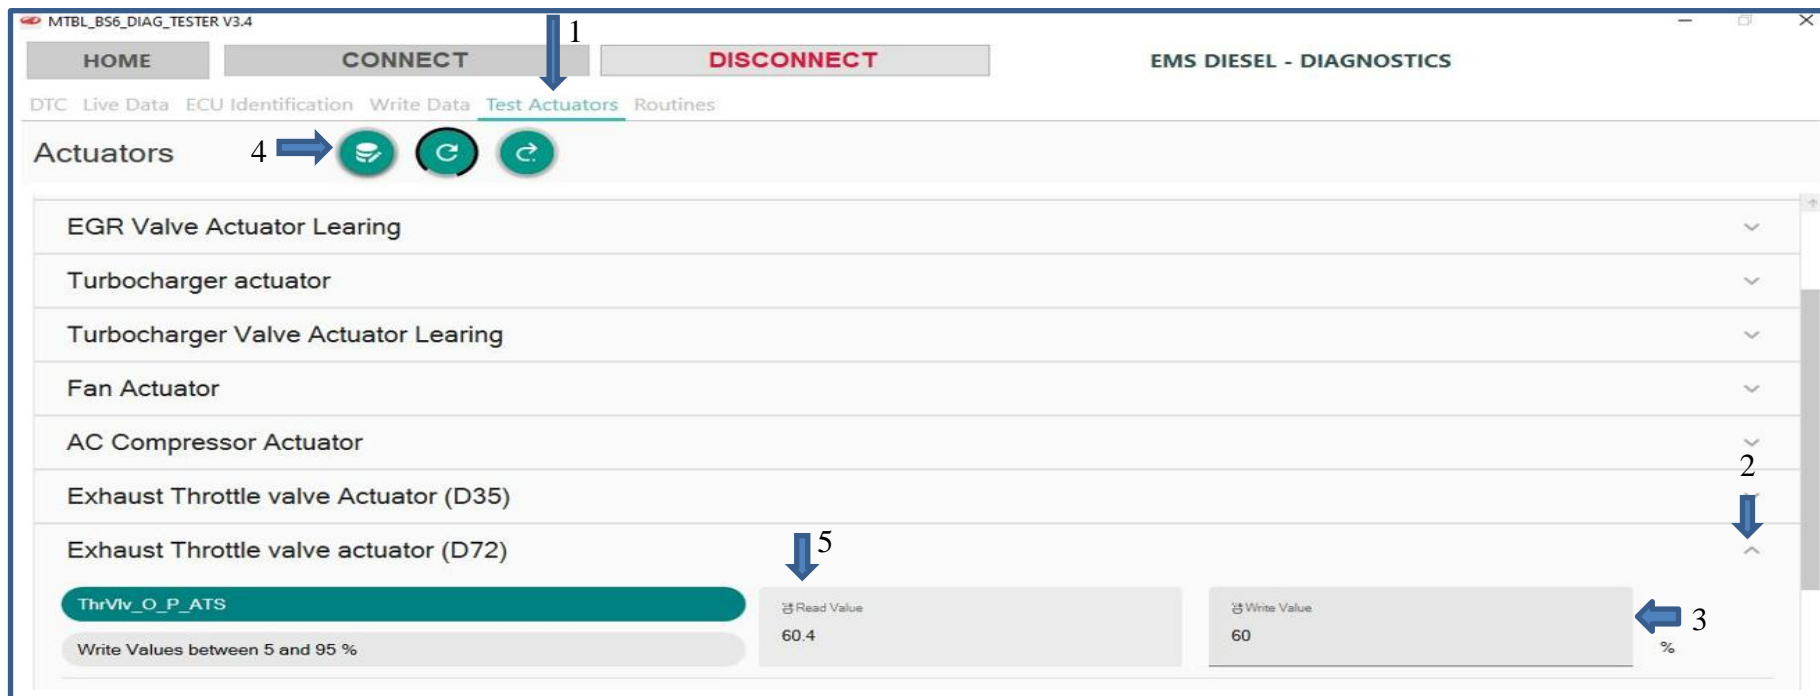 MTBL_BS6_DIAG_TESTER V3.4
1
HOME CONNECT DISCONNECT EMS DIESEL - DIAGNOSTICS
DTC Live Data ECU Identification Write Data Test Actuators Routines
Actuators 4
EGR Valve Actuator Learing
Turbocharger actuator
Turbocharger Valve Actuator Learing
Fan Actuator
AC Compressor Actuator
2
Exhaust Throttle valve Actuator (D35)
Exhaust Throttle valve actuator (D72)
5
ThrVlv_O_P_ATS Read Value Write Value
3
60.4 60
Write Values between 5 and 95 % %